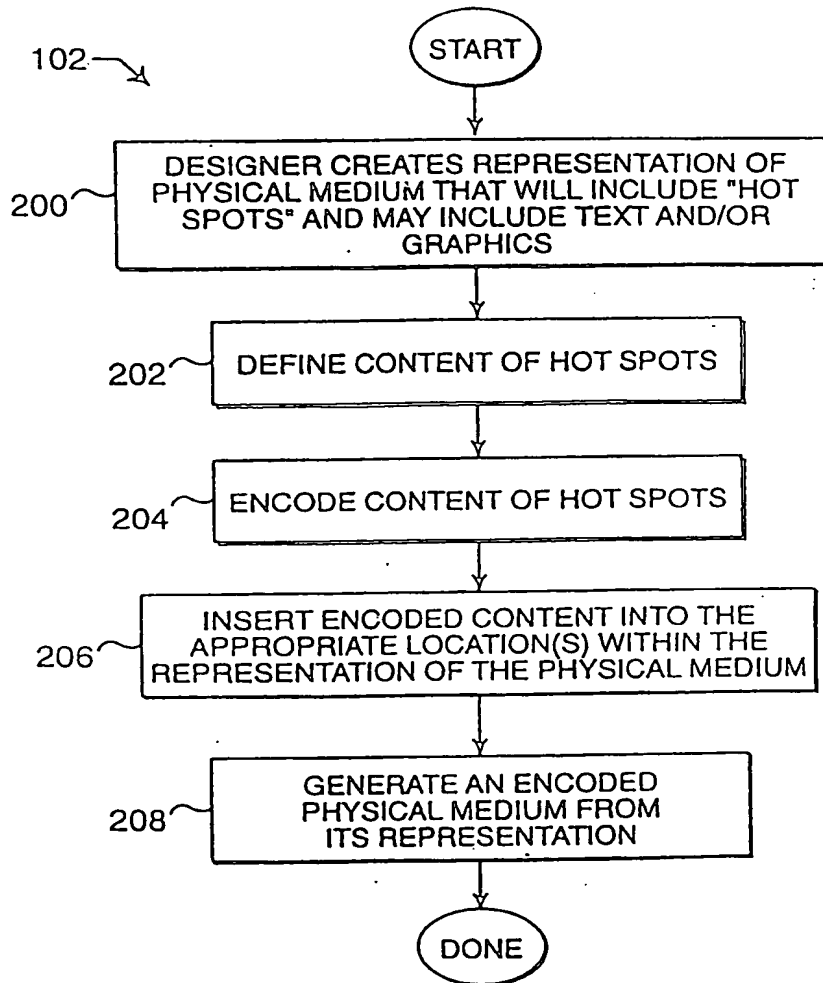 102
START
200
DESIGNER CREATES REPRESENTATION OF
PHYSICAL MEDIUM THAT WILL INCLUDE "HOT
SPOTS" AND MAY INCLUDE TEXT AND/OR
GRAPHICS
202
DEFINE CONTENT OF HOT SPOTS
204
ENCODE CONTENT OF HOT SPOTS
206
INSERT ENCODED CONTENT INTO THE
APPROPRIATE LOCATION(S) WITHIN THE
REPRESENTATION OF THE PHYSICAL MEDIUM
208
GENERATE AN ENCODED
PHYSICAL MEDIUM FROM
ITS REPRESENTATION
DONE